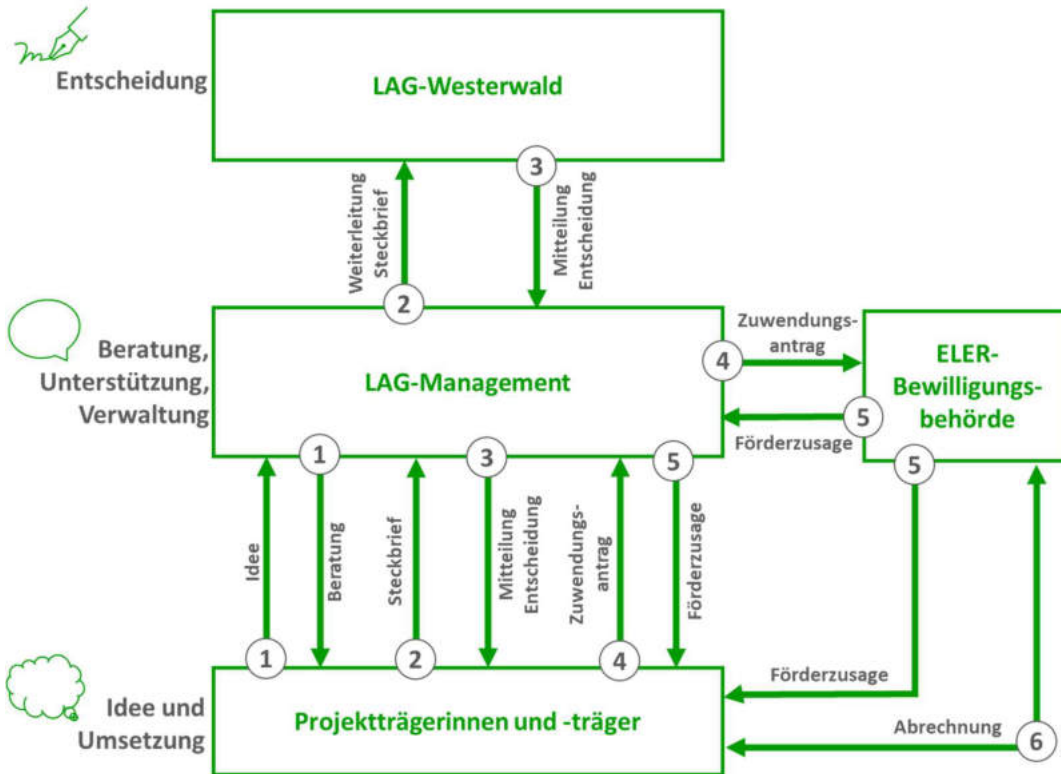 Entscheidung
LAG-Westerwald
3
Weiterleitung
Steckbrief
Mitteilung
Entscheidung
2
Beratung,
Unterstützung,
Verwaltung
LAG-Management
4
Zuwendungs-
antrag
ELER-
Bewilligungs-
behörde
5
Förderzusage
1
3
5
5
Idee
Beratung
Steckbrief
Mitteilung
Entscheidung
Zuwendungs-
antrag
Förderzusage
1
2
4
Idee und
Umsetzung
Projektträgerinnen und -träger
Förderzusage
Abrechnung
6